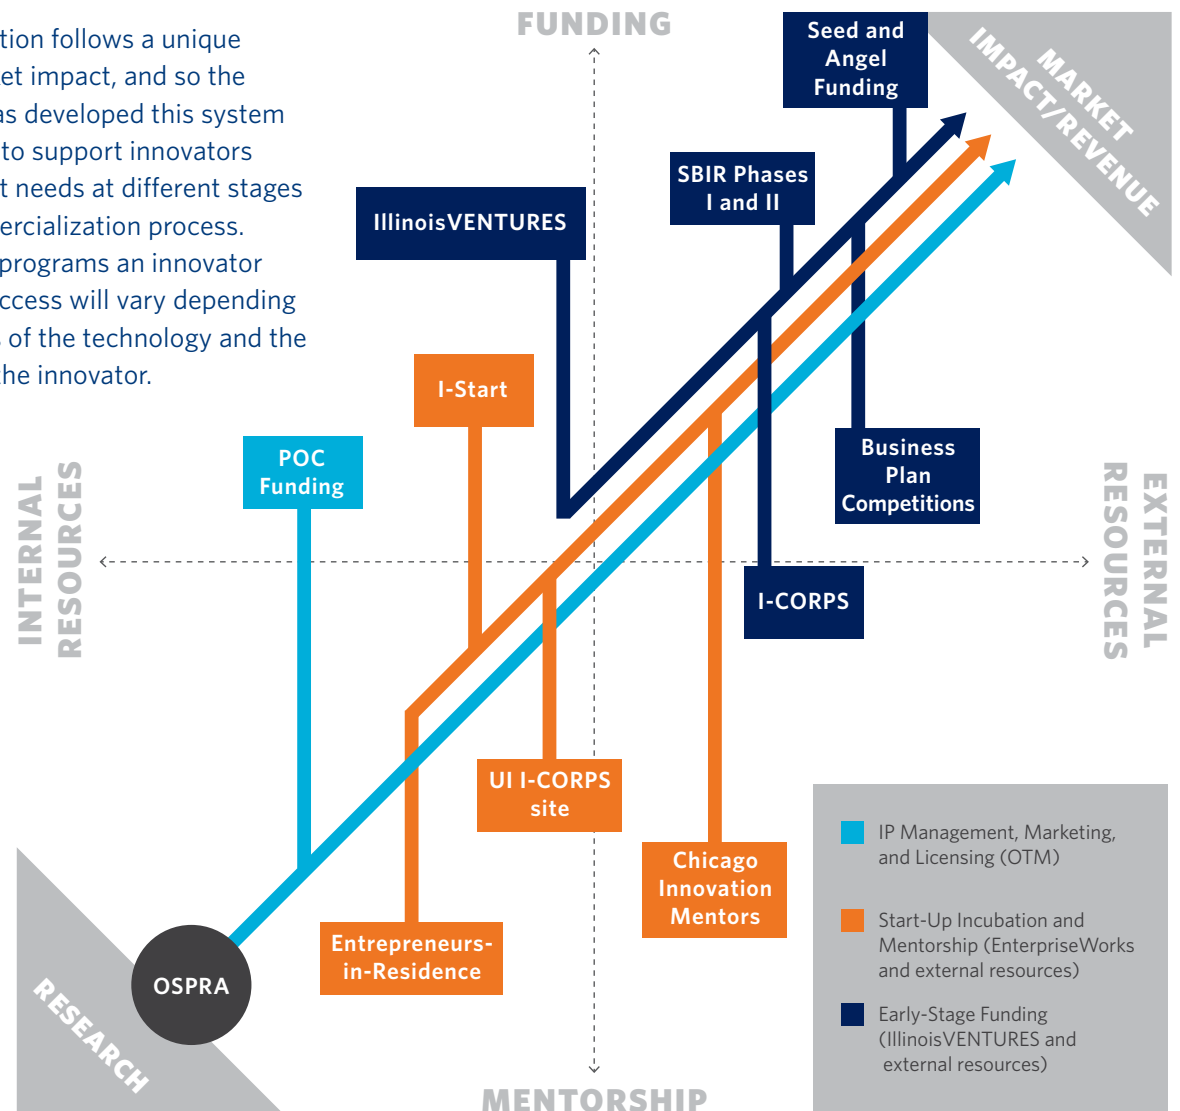 FUNDING
tion follows a unique
ket impact, and so the
as developed this system
to support innovators
t needs at different stages
ercialization process.
programs an innovator
ccess will vary depending
of the technology and the
the innovator.
Seed and
Angel
Funding
MARKET
IMPACT/REVENUE
SBIR Phases
I and II
IllinoisVENTURES
I-Start
POC
Funding
Business
Plan
Competitions
INTERNAL
RESOURCES
EXTERNAL
RESOURCES
I-CORPS
UI I-CORPS
site
Chicago
Innovation
Mentors
Entrepreneurs-
in-Residence
OSPRA
RESEARCH
IP Management, Marketing,
and Licensing (OTM)
Start-Up Incubation and
Mentorship (EnterpriseWorks
and external resources)
Early-Stage Funding
(IllinoisVENTURES and
external resources)
MENTORSHIP